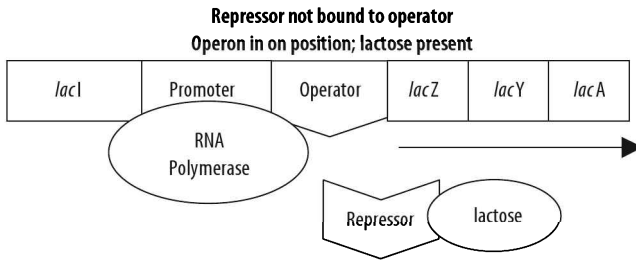 Repressor not bound to operator
Operon in on position; lactose present
lacI Promoter Operator lacZ lacY lacA
RNA
Polymerase
Repressor lactose